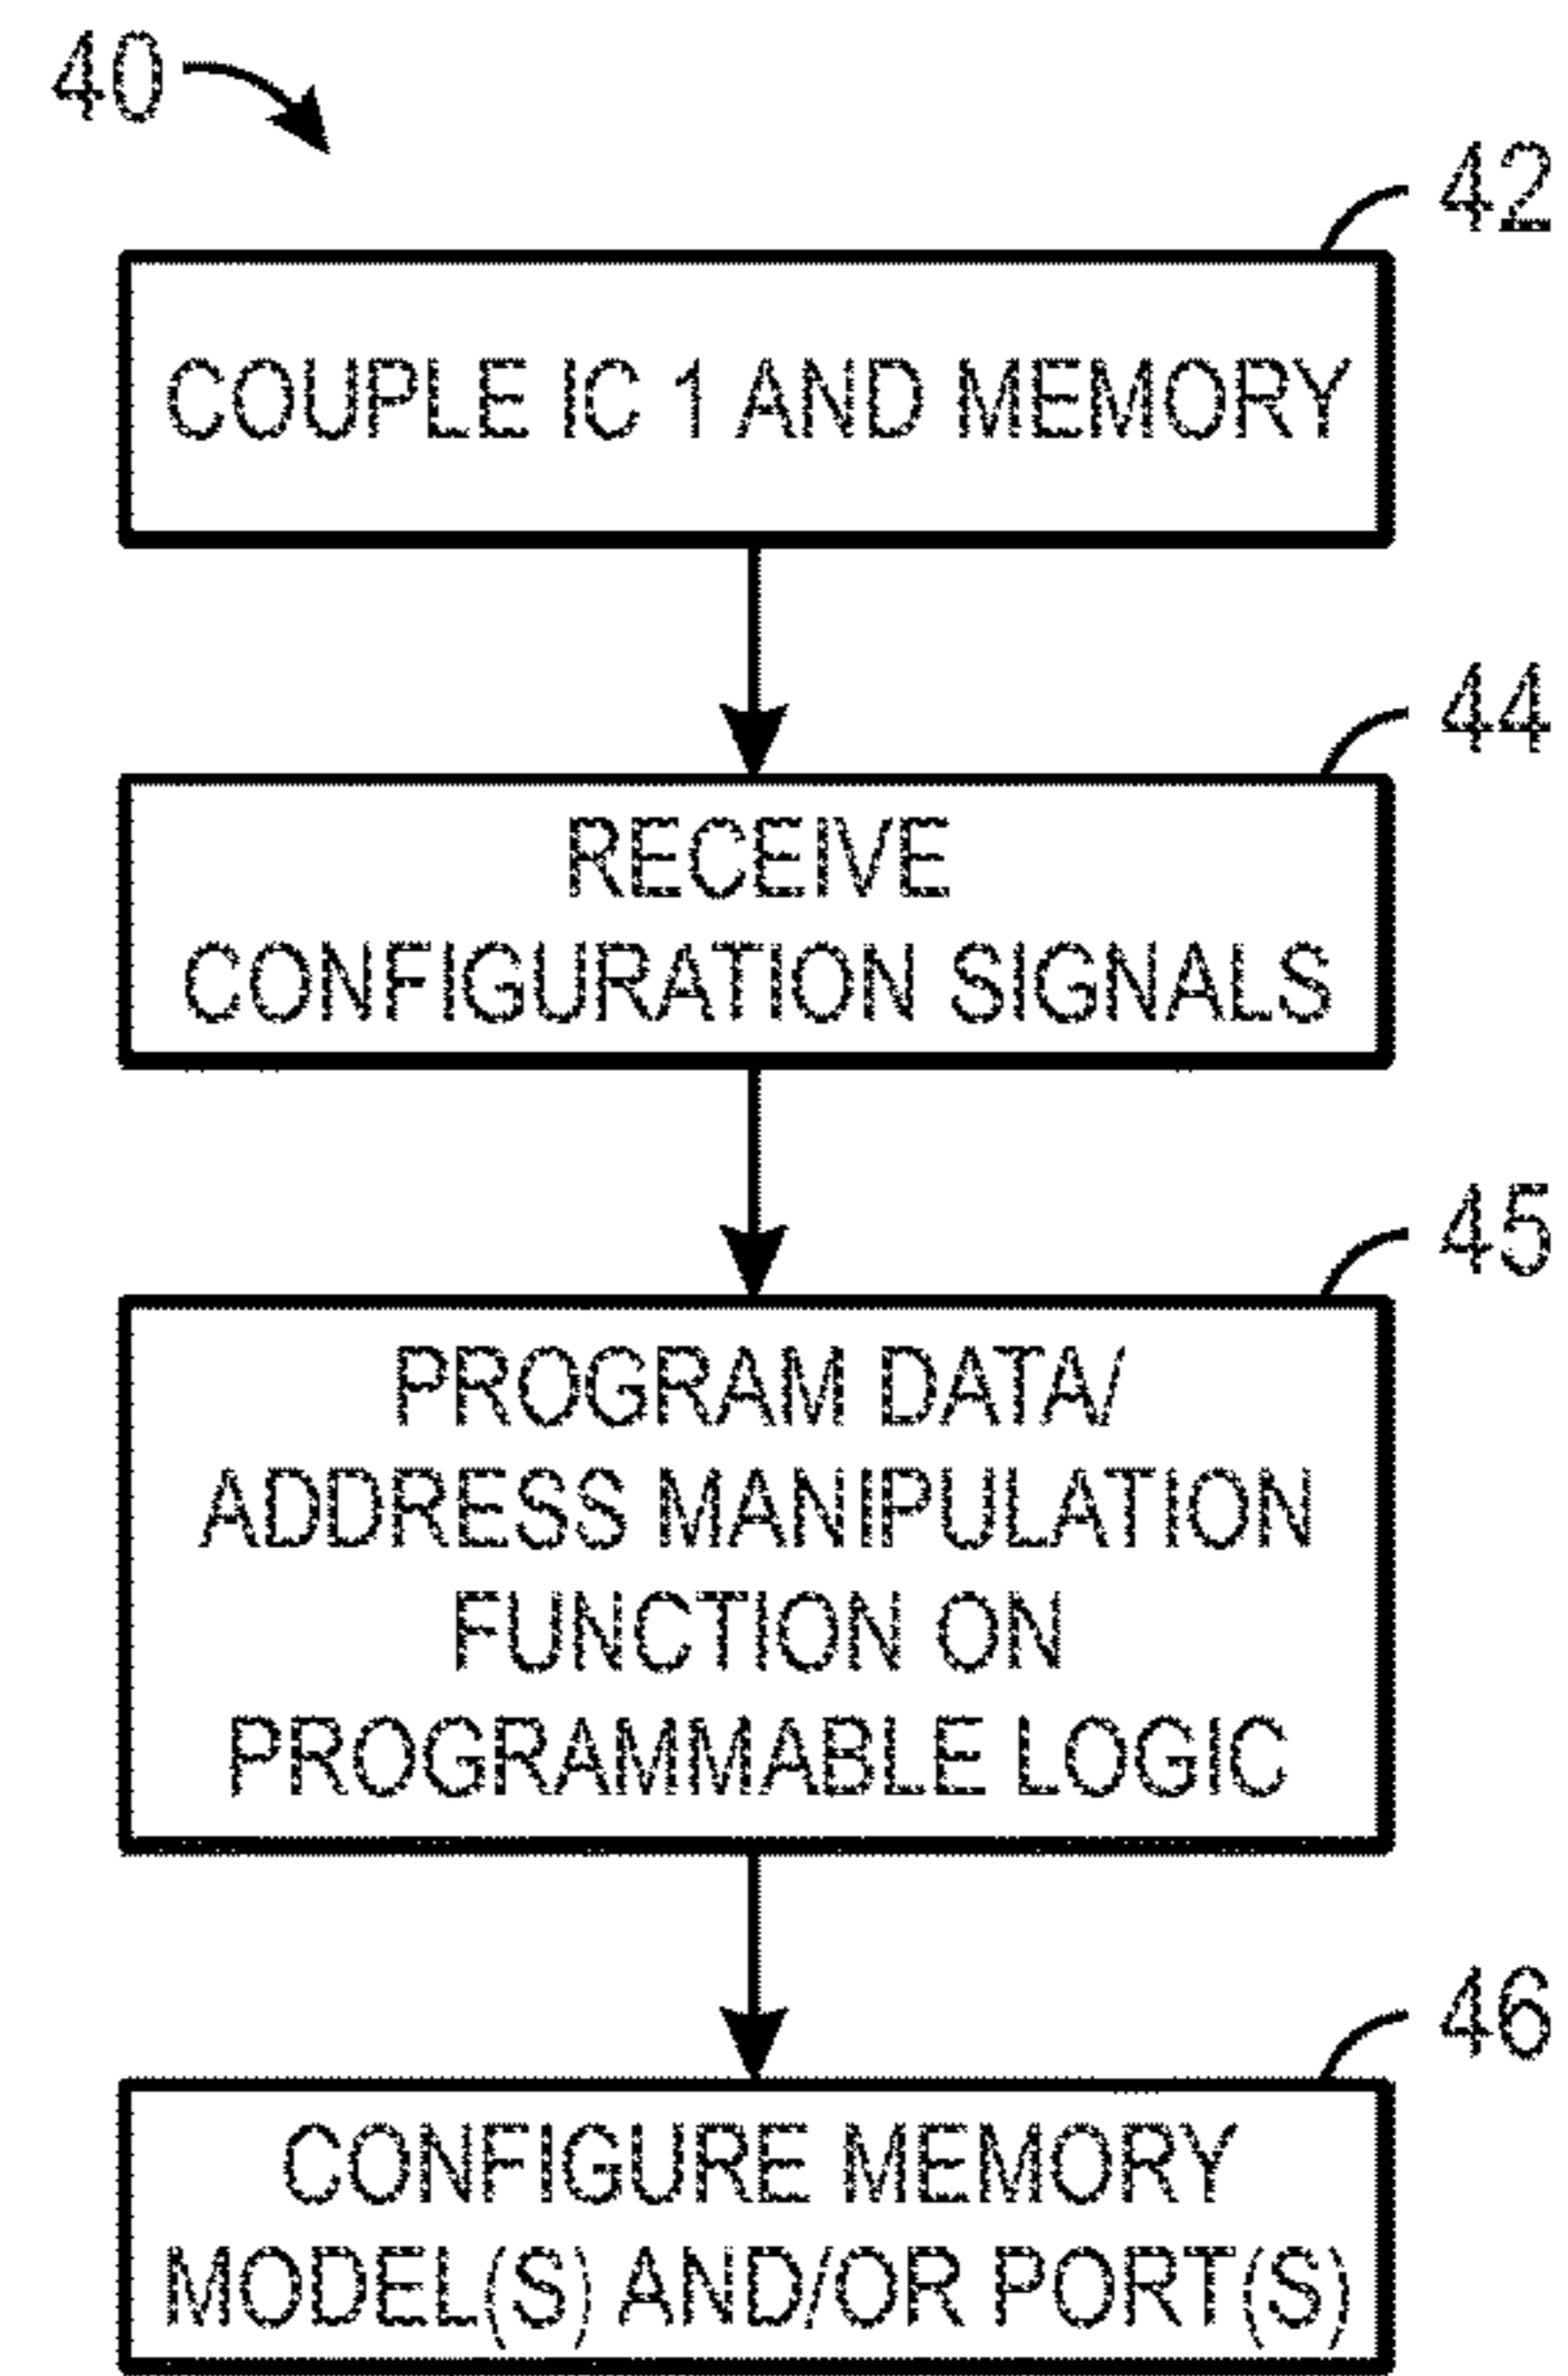 40
42
COUPLE IC 1 AND MEMORY
44
RECEIVE
CONFIGURATION SIGNALS
45
PROGRAM DATA/
ADDRESS MANIPULATION
FUNCTION ON
PROGRAMMABLE LOGIC
46
CONFIGURE MEMORY
MODEL(S) AND/OR PORT(S)